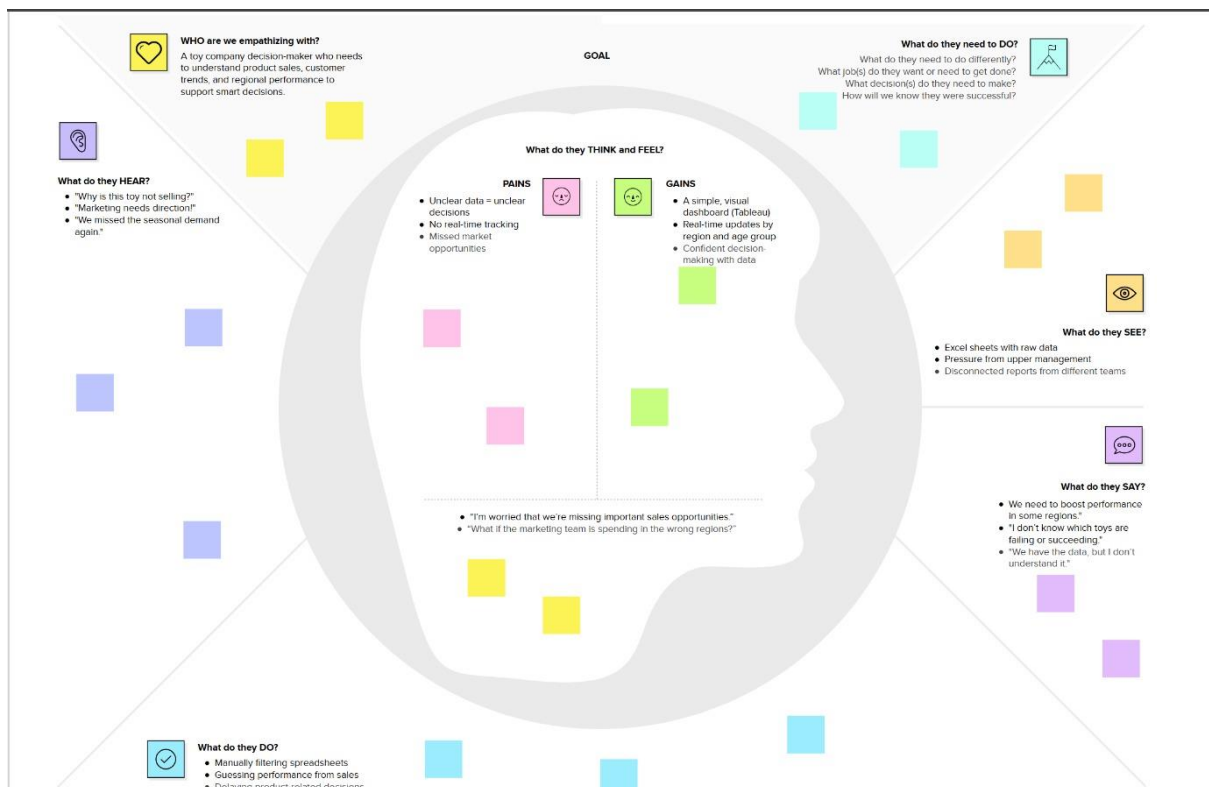 WHO are we empathizing with?
A toy company decision-maker who needs
to understand product sales, customer
trends, and regional performance to
support smart decisions.
GOAL
What do they need to DO?
What do they need to do differently?
What job(s) do they want or need to get done?
What decision(s) do they need to make?
How will we know they were successful?
What do they HEAR?
● "Why is this toy not selling?"
● "Marketing needs direction!"
● "We missed the seasonal demand
again."
What do they THINK and FEEL?
PAINS
● Unclear data = unclear
decisions
● No real-time tracking
● Missed market
opportunities
GAINS
● A simple, visual
dashboard (Tableau)
● Real-time updates by
region and age group
● Confident decision-
making with data
What do they SEE?
● Excel sheets with raw data
● Pressure from upper management
● Disconnected reports from different teams
What do they SAY?
● We need to boost performance
in some regions."
● "I don't know which toys are
failing or succeeding."
● "We have the data, but I don't
understand it."
● "I'm worried that we're missing important sales opportunities."
● "What if the marketing team is spending in the wrong regions?"
What do they DO?
● Manually filtering spreadsheets
● Guessing performance from sales
● Delaying product-related decisions